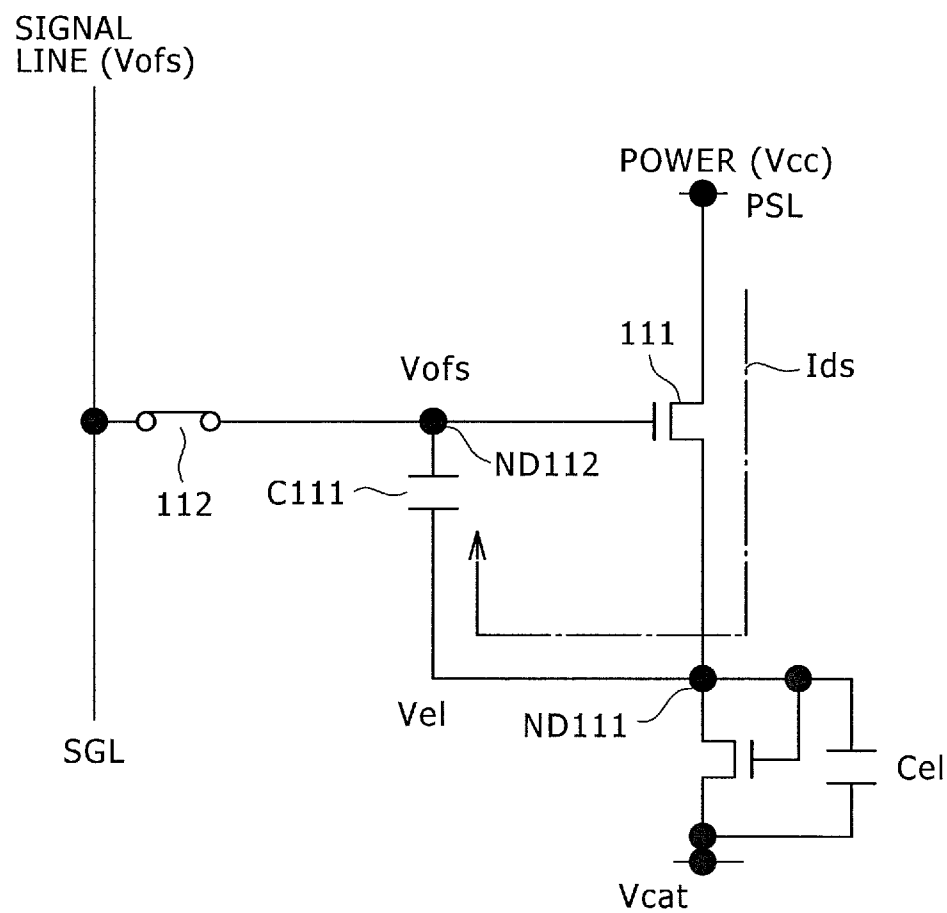 SIGNAL
LINE (Vofs)
POWER (Vcc)
PSL
111
Ids
Vofs
ND112
C111
112
Vel
ND111
SGL
Cel
Vcat